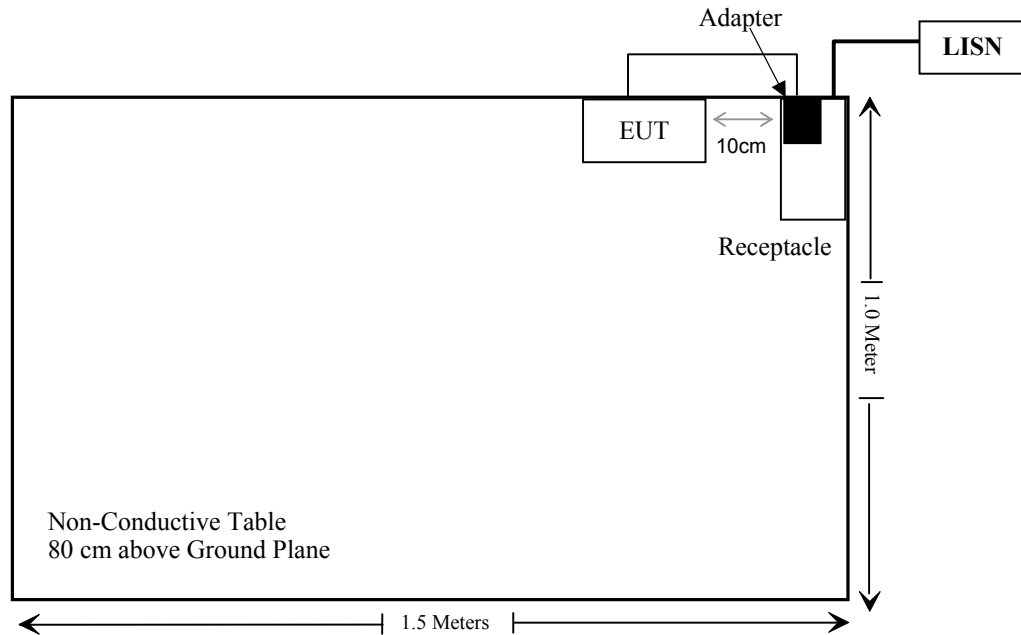 Adapter
LISN
EUT
10cm
Receptacle
1.0 Meter
Non-Conductive Table
80 cm above Ground Plane
1.5 Meters